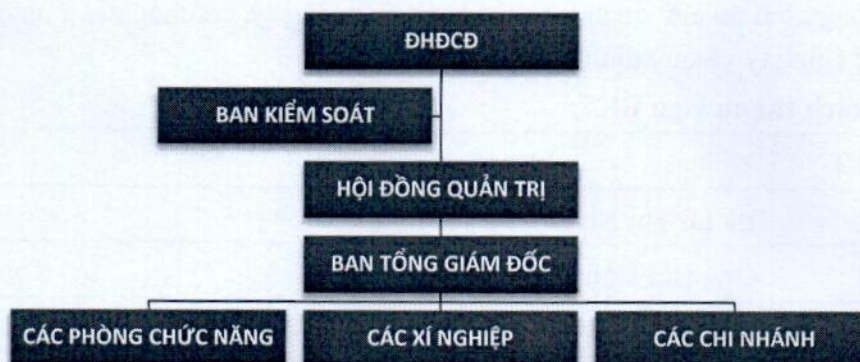 ĐHĐCĐ
BAN KIỂM SOÁT
HỘI ĐỒNG QUẢN TRỊ
BAN TỔNG GIÁM ĐỐC
CÁC PHÒNG CHỨC NĂNG
CÁC XÍ NGHIỆP
CÁC CHI NHÁNH